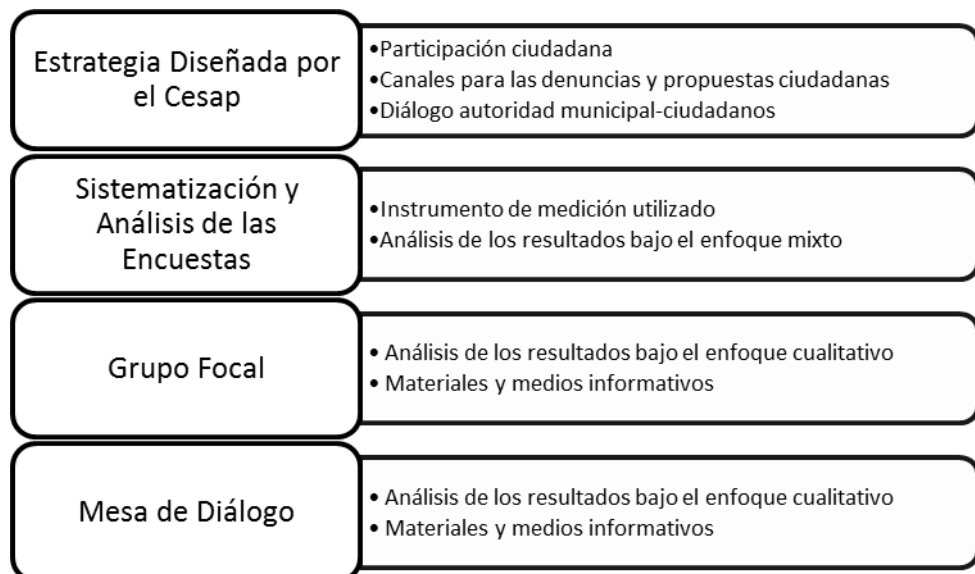 Estrategia Diseñada por
el Cesap
•Participación ciudadana
•Canales para las denuncias y propuestas ciudadanas
•Diálogo autoridad municipal-ciudadanos
Sistematización y
Análisis de las
Encuestas
•Instrumento de medición utilizado
•Análisis de los resultados bajo el enfoque mixto
Grupo Focal
• Análisis de los resultados bajo el enfoque cualitativo
• Materiales y medios informativos
Mesa de Diálogo
• Análisis de los resultados bajo el enfoque cualitativo
• Materiales y medios informativos